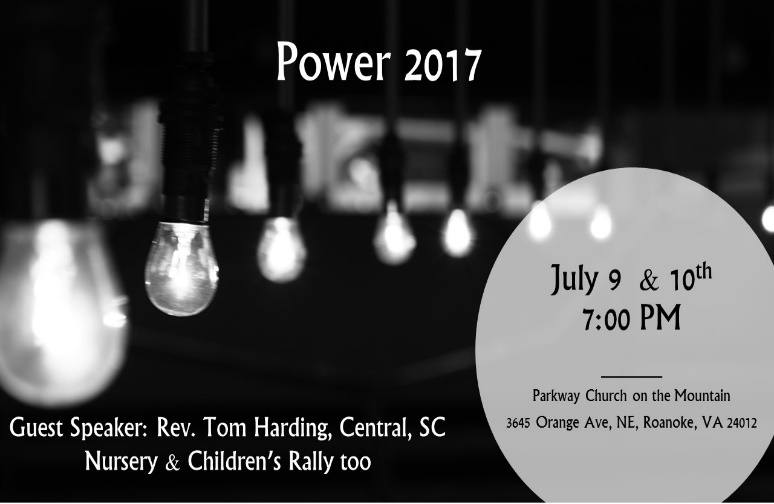 Power 2017
July 9 & 10th
7:00 PM
Parkway Church on the Mountain
3645 Orange Ave, NE, Roanoke, VA 24012
Guest Speaker: Rev. Tom Harding, Central, SC
Nursery & Children's Rally too